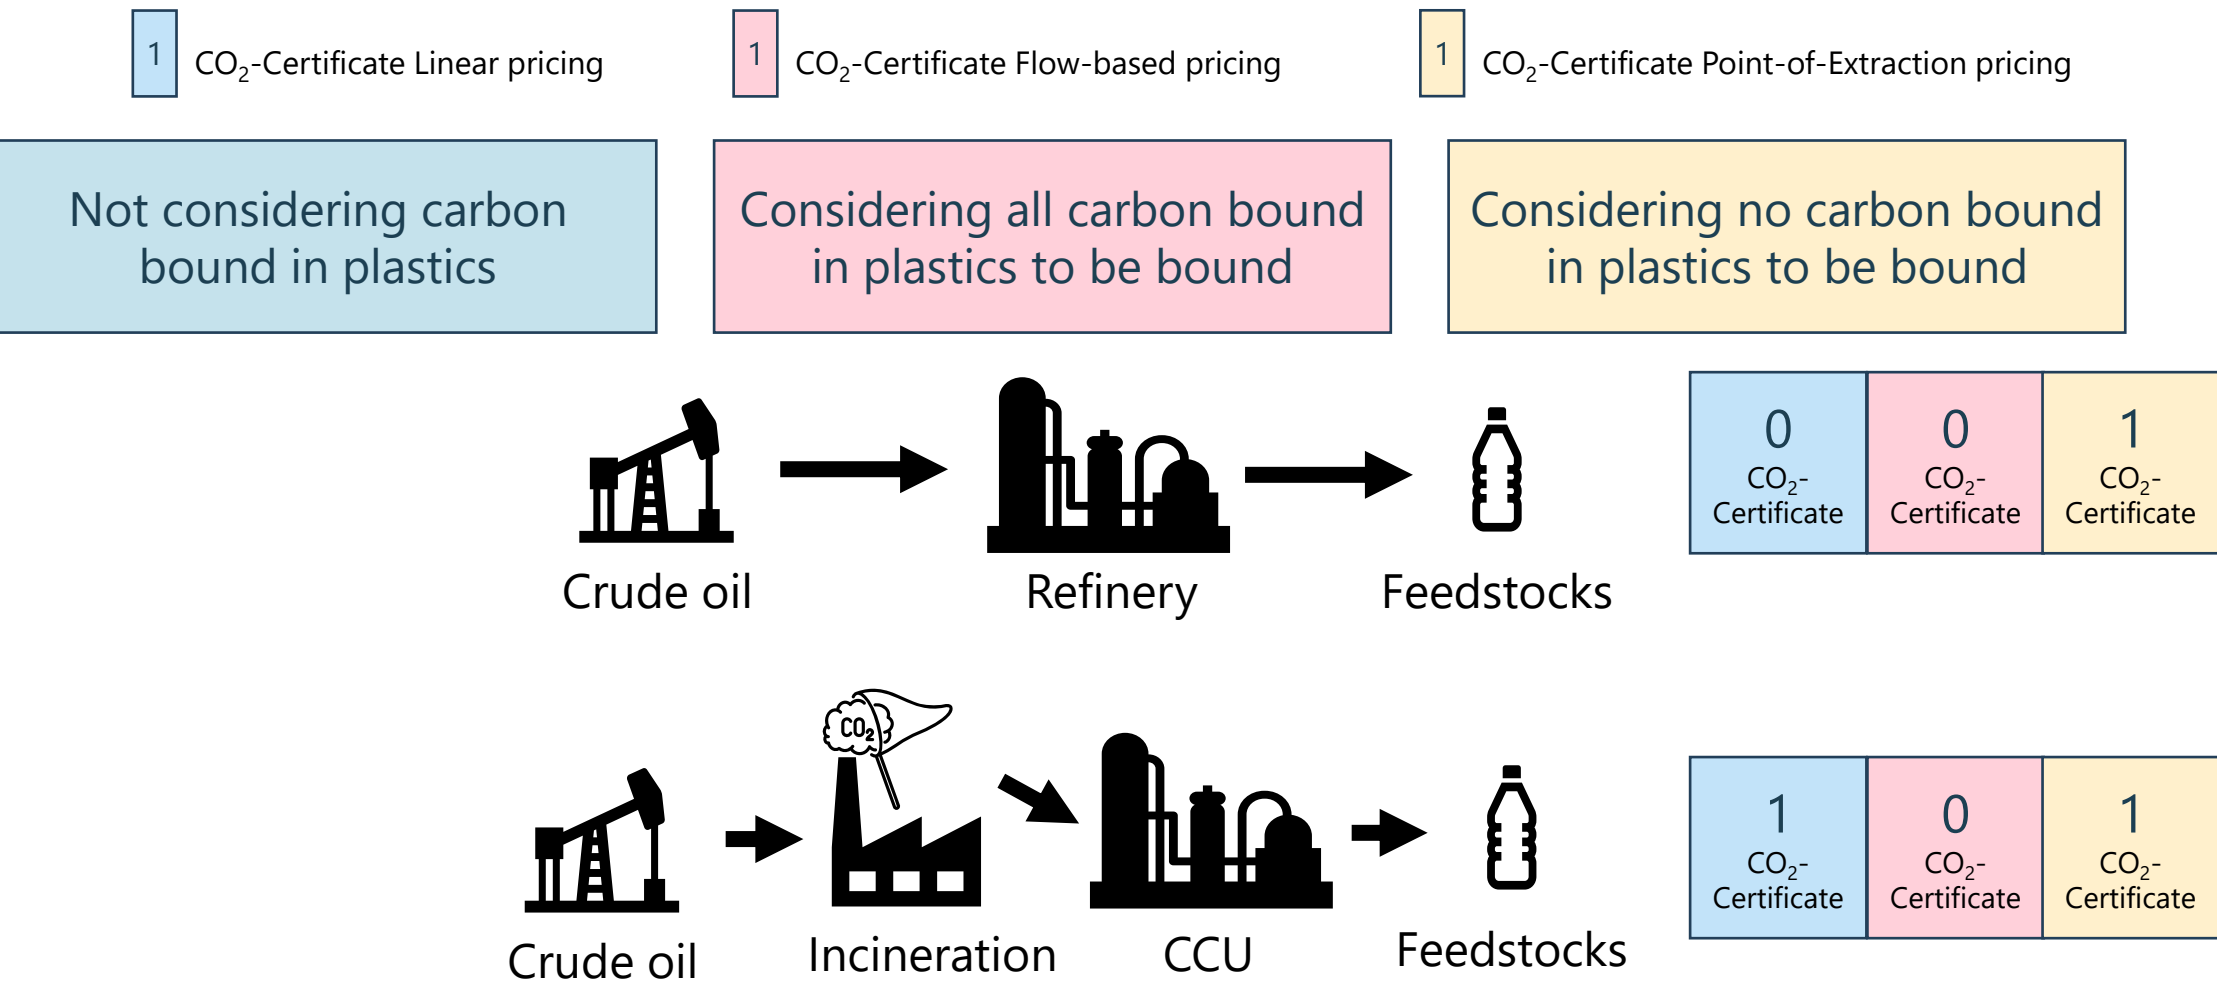 1 CO₂-Certificate Linear pricing
1 CO₂-Certificate Flow-based pricing
1 CO₂-Certificate Point-of-Extraction pricing
Not considering carbon
bound in plastics
Considering all carbon bound
in plastics to be bound
Considering no carbon bound
in plastics to be bound
Crude oil
Refinery
Feedstocks
0
CO₂-
Certificate
0
CO₂-
Certificate
1
CO₂-
Certificate
CO₂
Crude oil
Incineration
CCU
Feedstocks
1
CO₂-
Certificate
0
CO₂-
Certificate
1
CO₂-
Certificate